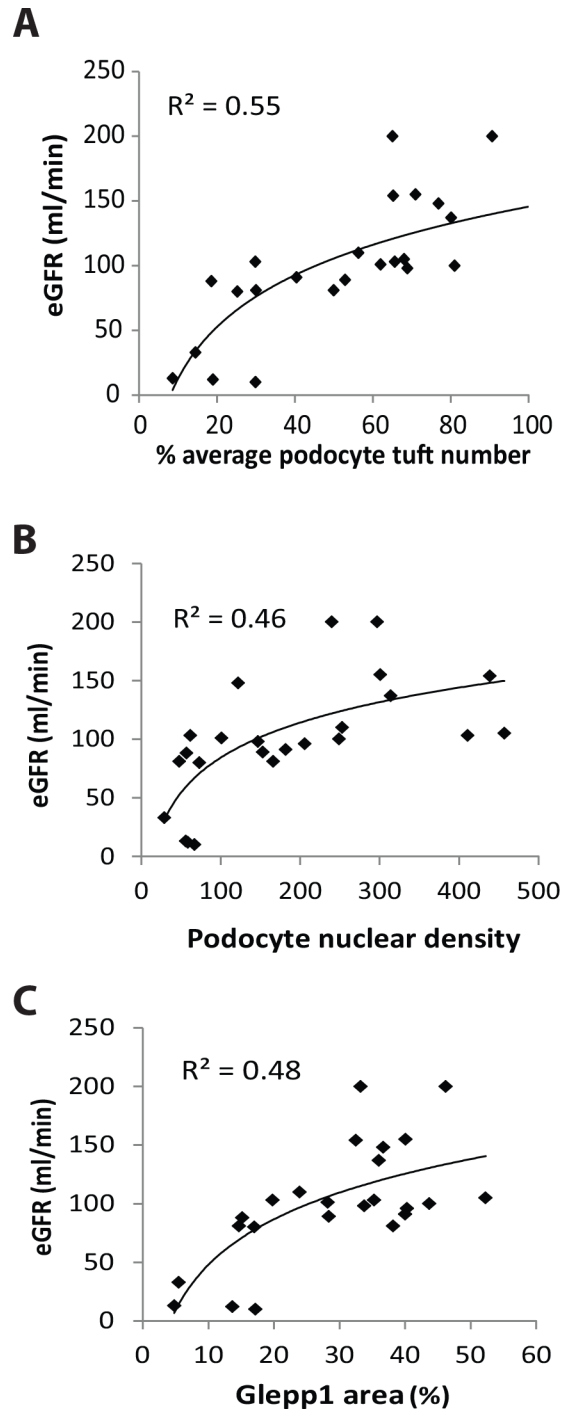 A
R² = 0.55
eGFR (ml/min)
250
200
150
100
50
0
0 20 40 60 80 100
% average podocyte tuft number
B
R² = 0.46
eGFR (ml/min)
250
200
150
100
50
0
0 100 200 300 400 500
Podocyte nuclear density
C
R² = 0.48
eGFR (ml/min)
250
200
150
100
50
0
0 10 20 30 40 50 60
Glepp1 area (%)